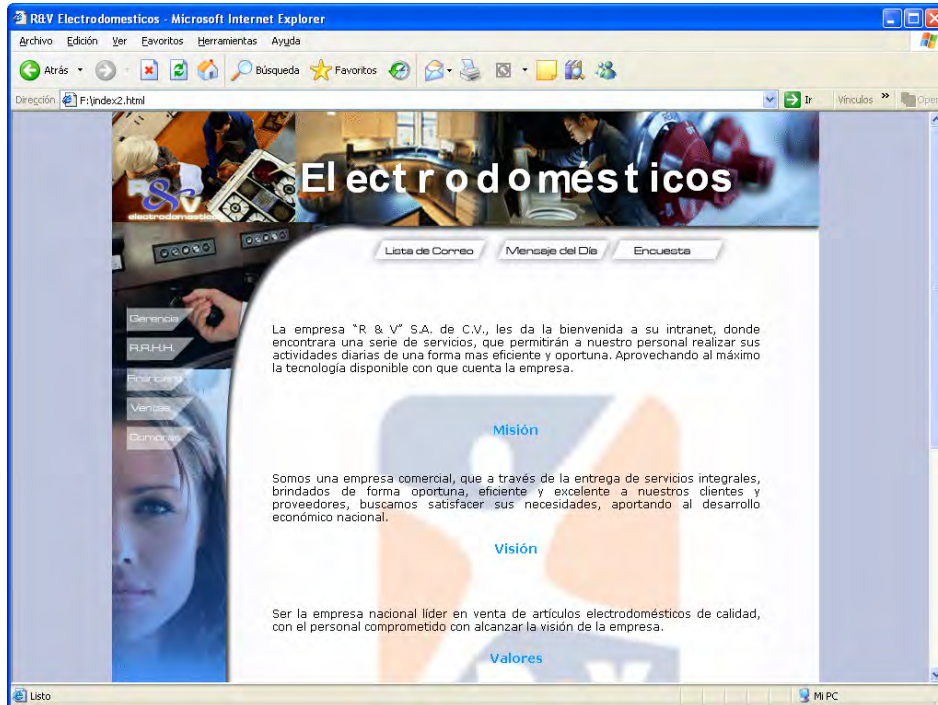 R&V Electrodomesticos - Microsoft Internet Explorer
Archivo Edición Ver Favoritos Herramientas Ayuda
Atrás Búsqueda Favoritos
Dirección F:\index2.html Ir Vínculos »
Electrodomésticos
R&V
electrodomestico
Lista de Correo Mensaje del Día Encuesta
Gerencia
R.R.H.H.
Financiero
Ventas
Compras
La empresa "R & V" S.A. de C.V., les da la bienvenida a su intranet, donde
encontrara una serie de servicios, que permitirán a nuestro personal realizar sus
actividades diarias de una forma mas eficiente y oportuna. Aprovechando al máximo
la tecnología disponible con que cuenta la empresa.
Misión
Somos una empresa comercial, que a través de la entrega de servicios integrales,
brindados de forma oportuna, eficiente y excelente a nuestros clientes y
proveedores, buscamos satisfacer sus necesidades, aportando al desarrollo
económico nacional.
Visión
Ser la empresa nacional líder en venta de artículos electrodomésticos de calidad,
con el personal comprometido con alcanzar la visión de la empresa.
Valores
Listo Mi PC